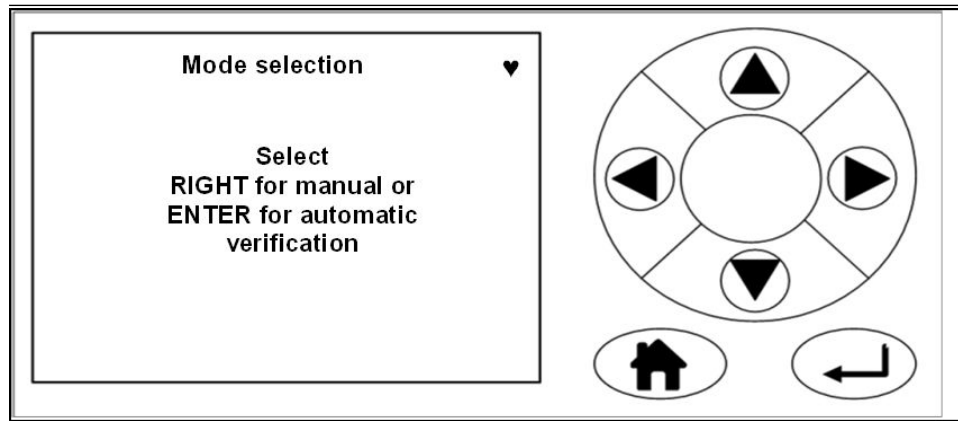 Mode selection ♥
Select
RIGHT for manual or
ENTER for automatic
verification